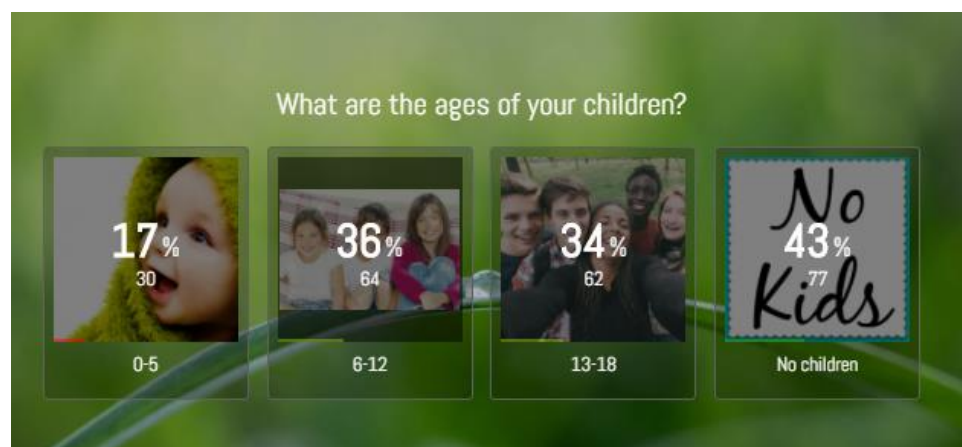 What are the ages of your children?
17%
30
0-5
36%
64
6-12
34%
62
13-18
No
Kids
43%
77
No children